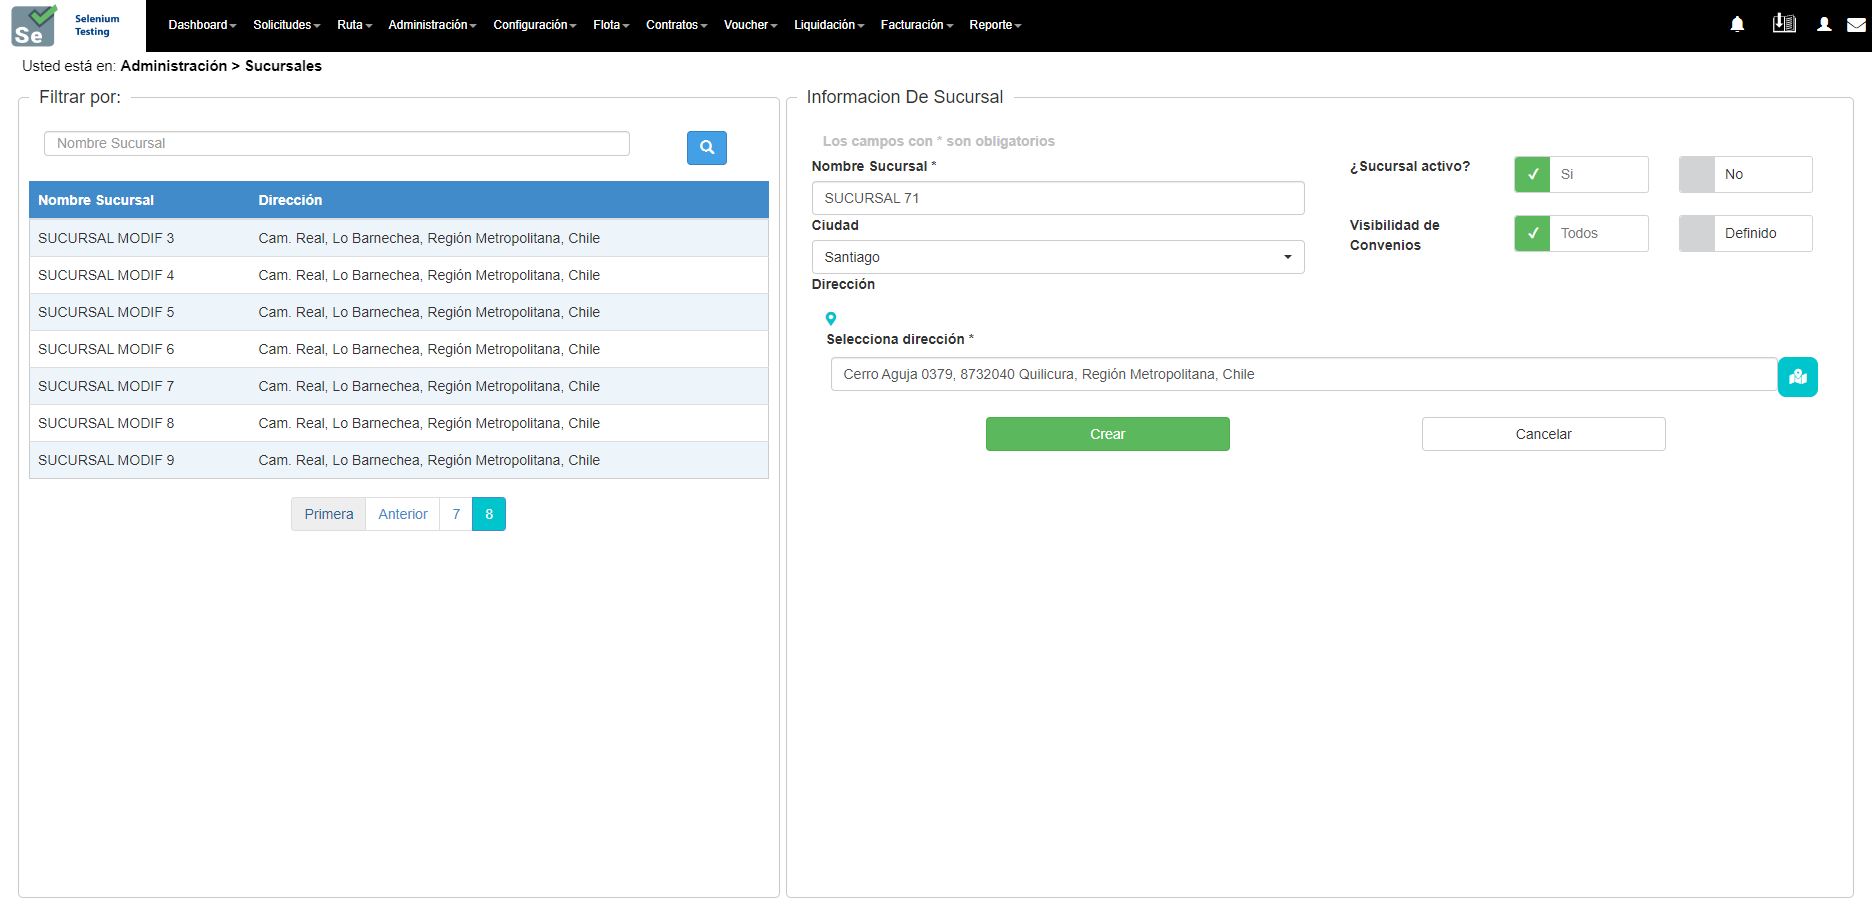 Se
Selenium
Testing
Dashboard Solicitudes Ruta Administración Configuración Flota Contratos Voucher Liquidación Facturación Reporte
Usted está en: Administración > Sucursales
Filtrar por:
Nombre Sucursal
Nombre Sucursal Dirección
SUCURSAL MODIF 3 Cam. Real, Lo Barnechea, Región Metropolitana, Chile
SUCURSAL MODIF 4 Cam. Real, Lo Barnechea, Región Metropolitana, Chile
SUCURSAL MODIF 5 Cam. Real, Lo Barnechea, Región Metropolitana, Chile
SUCURSAL MODIF 6 Cam. Real, Lo Barnechea, Región Metropolitana, Chile
SUCURSAL MODIF 7 Cam. Real, Lo Barnechea, Región Metropolitana, Chile
SUCURSAL MODIF 8 Cam. Real, Lo Barnechea, Región Metropolitana, Chile
SUCURSAL MODIF 9 Cam. Real, Lo Barnechea, Región Metropolitana, Chile
Primera Anterior 7 8
Informacion De Sucursal
Los campos con * son obligatorios
Nombre Sucursal *
SUCURSAL 71
Ciudad
Santiago
Dirección
¿Sucursal activo? Si No
Visibilidad de
Convenios
Todos Definido
Selecciona dirección *
Cerro Aguja 0379, 8732040 Quilicura, Región Metropolitana, Chile
Crear Cancelar